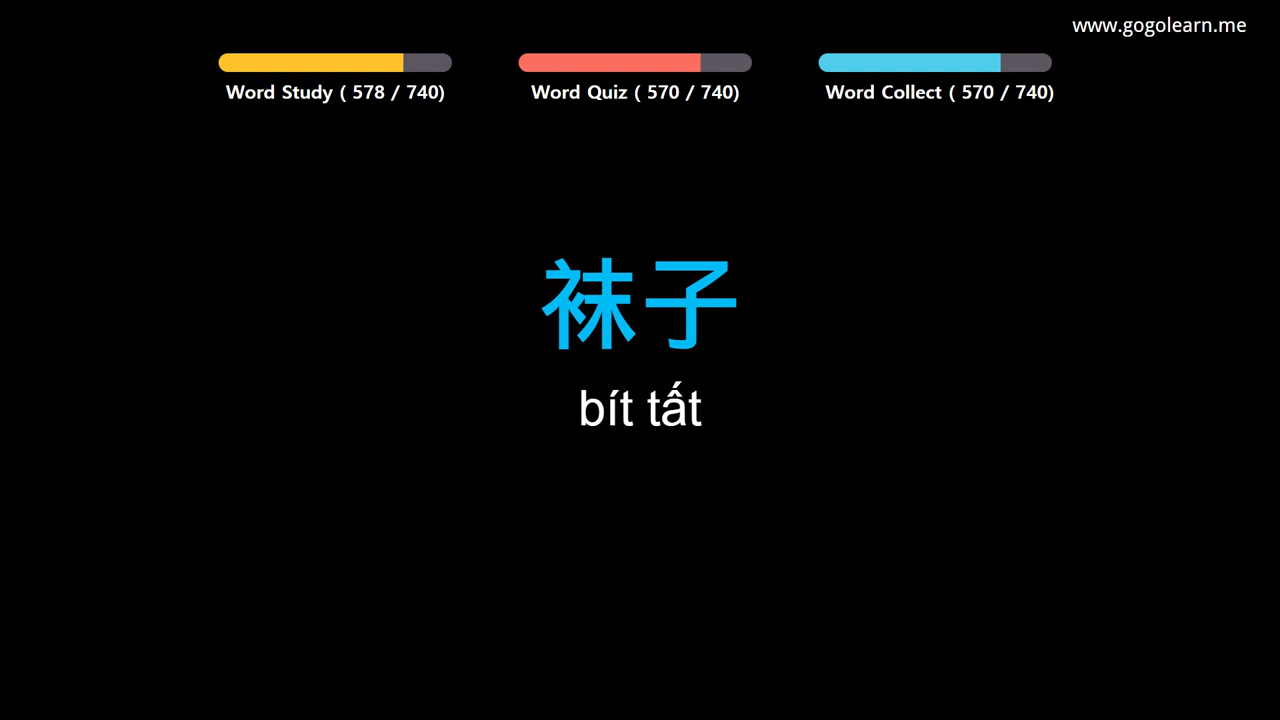 www.gogolearn.me
Word Study ( 578 / 740)
Word Quiz ( 570 / 740)
Word Collect ( 570 / 740)
袜子
bít tất